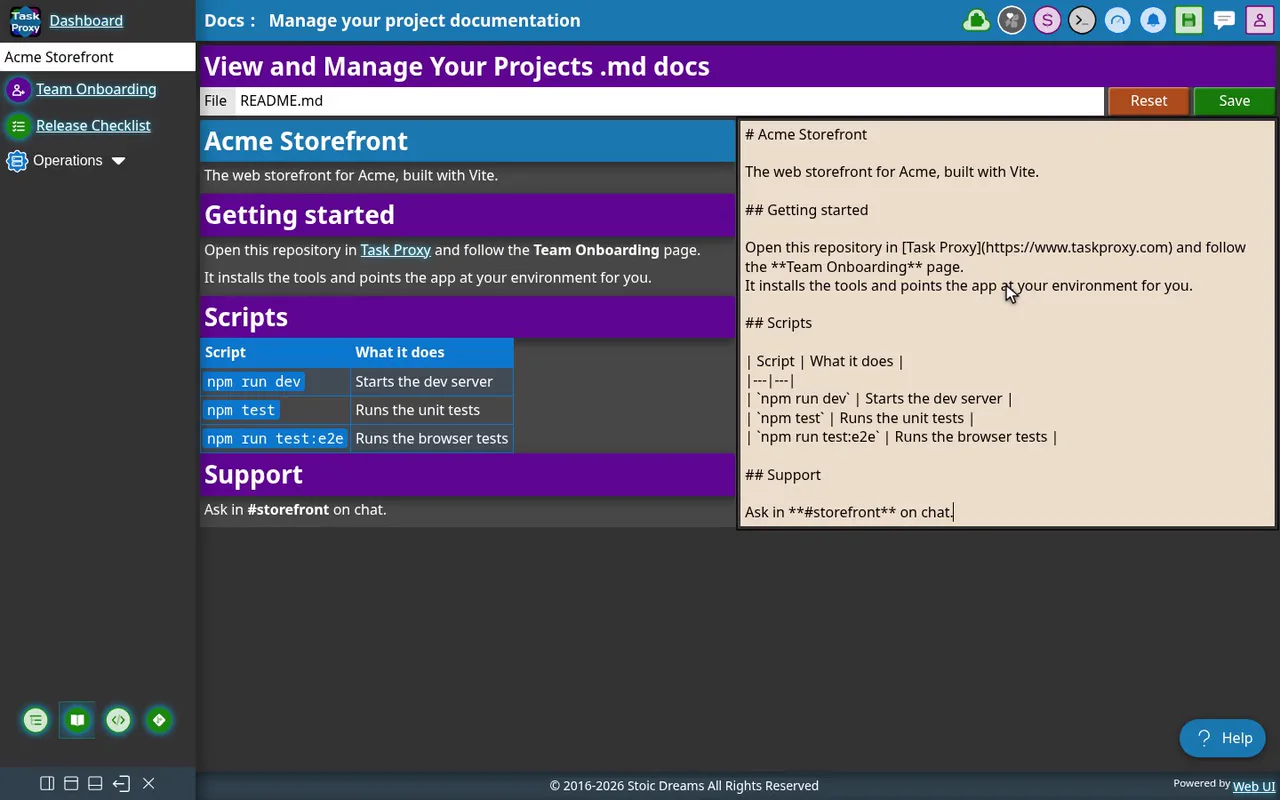 Task Proxy
Dashboard
Docs : Manage your project documentation
S
Acme Storefront
Team Onboarding
Release Checklist
Operations
View and Manage Your Projects .md docs
File README.md
Reset
Save
Acme Storefront
The web storefront for Acme, built with Vite.
Getting started
Open this repository in Task Proxy and follow the Team Onboarding page.
It installs the tools and points the app at your environment for you.
Scripts
Script What it does
npm run dev Starts the dev server
npm test Runs the unit tests
npm run test:e2e Runs the browser tests
Support
Ask in #storefront on chat.
# Acme Storefront
The web storefront for Acme, built with Vite.
## Getting started
Open this repository in [Task Proxy](https://www.taskproxy.com) and follow
the **Team Onboarding** page.
It installs the tools and points the app at your environment for you.
## Scripts
| Script | What it does |
|---|---|
| `npm run dev` | Starts the dev server |
| `npm test` | Runs the unit tests |
| `npm run test:e2e` | Runs the browser tests |
## Support
Ask in **#storefront** on chat.
? Help
© 2016-2026 Stoic Dreams All Rights Reserved
Powered by Web UI